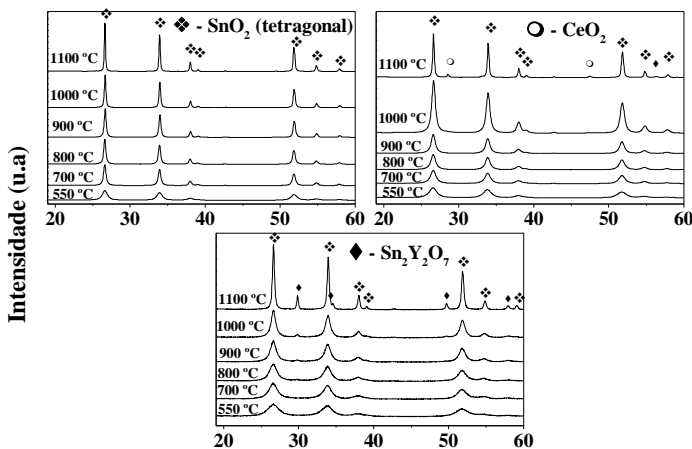 Intensidade (u.a)
- SnO₂ (tetragonal)
1100 ºC
1000 ºC
900 ºC
800 ºC
700 ºC
550 ºC
20 30 40 50 60
- CeO₂
1100 ºC
1000 ºC
900 ºC
800 ºC
700 ºC
550 ºC
20 30 40 50 60
- Sn₂Y₂O₇
1100 ºC
1000 ºC
900 ºC
800 ºC
700 ºC
550 ºC
20 30 40 50 60